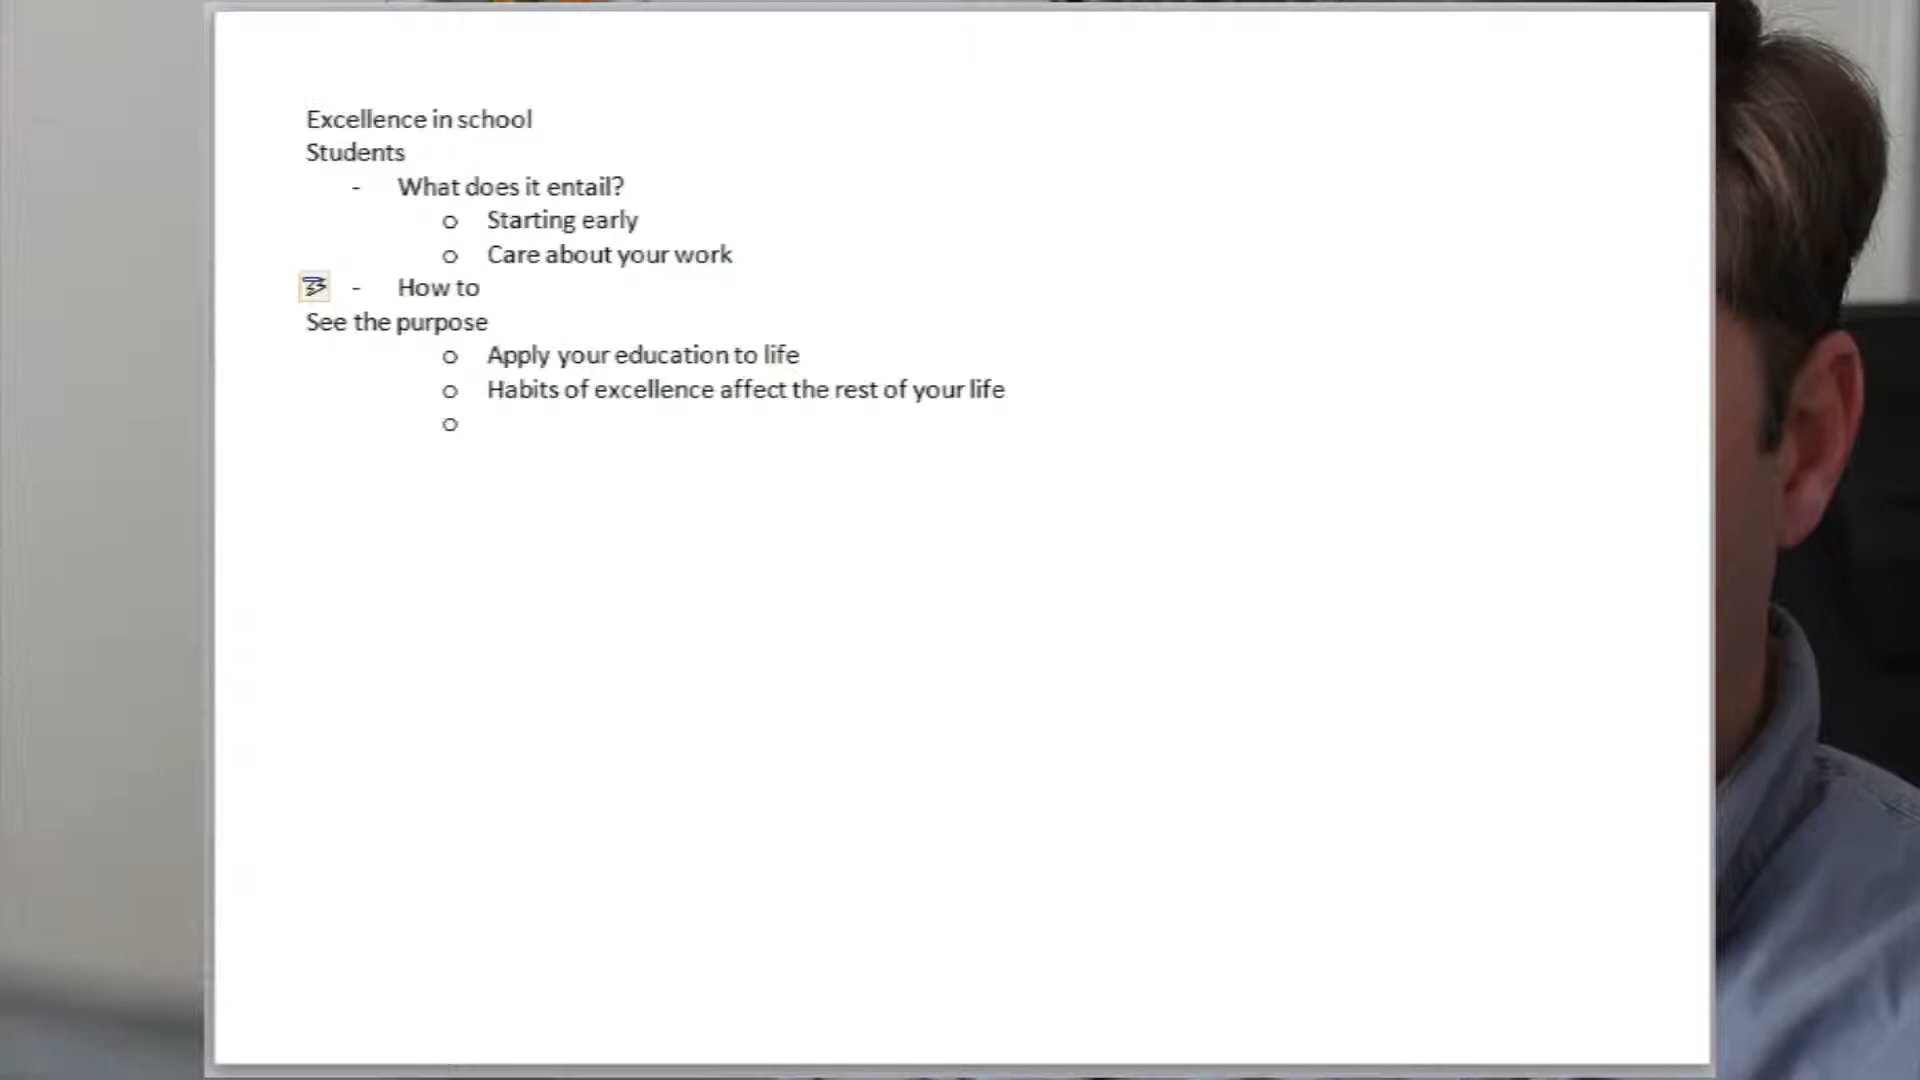 Excellence in school
Students
- What does it entail?
o Starting early
o Care about your work
- How to
See the purpose
o Apply your education to life
o Habits of excellence affect the rest of your life
o